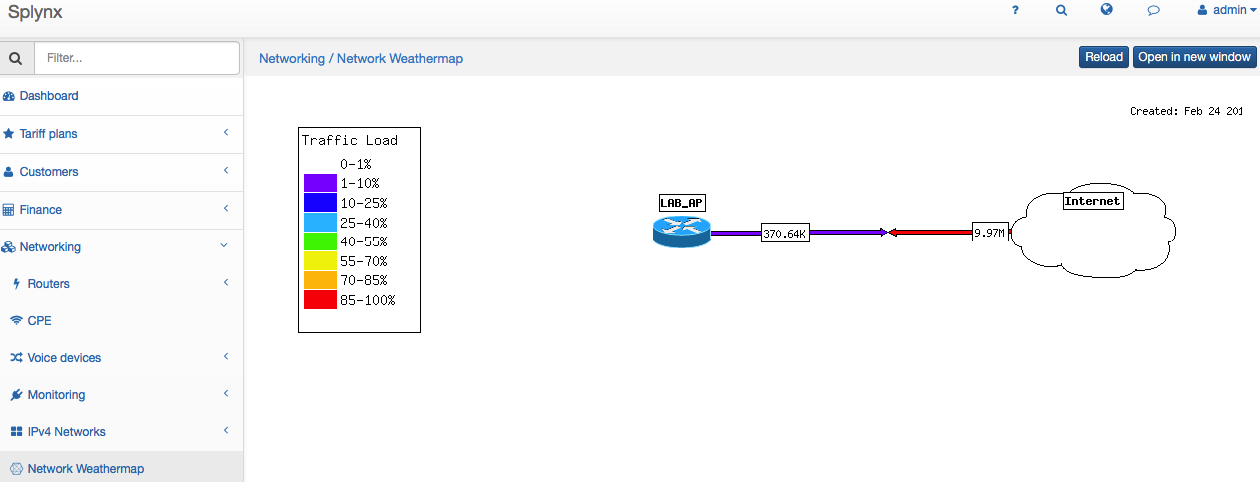 Splynx
? admin
Filter...
Networking / Network Weathermap
Reload
Open in new window
Dashboard
Tariff plans
Customers
Finance
Networking
Routers
CPE
Voice devices
Monitoring
IPv4 Networks
Network Weathermap
Created: Feb 24 201
Traffic Load
0-1%
1-10%
10-25%
25-40%
40-55%
55-70%
70-85%
85-100%
LAB_AP
370.64K
9.97M
Internet